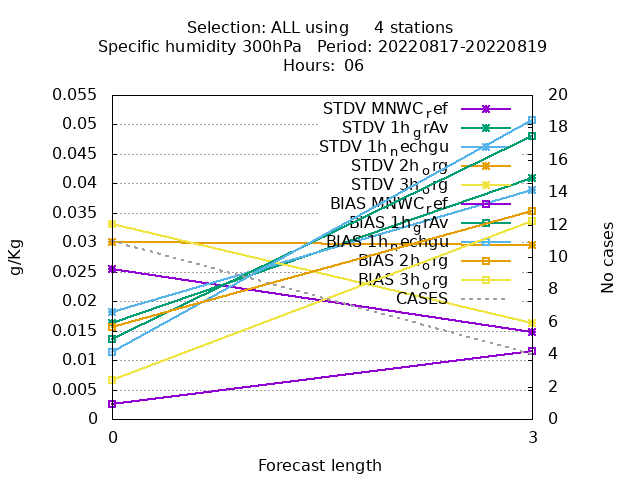 Selection: ALL using     4 stations
Specific humidity 300hPa   Period: 20220817-20220819
Hours: 06
0.055
0.05
0.045
0.04
0.035
0.03
0.025
0.02
0.015
0.01
0.005
0
g/Kg
STDV MNWC_ref
STDV 1h_grAv
STDV 1h_nechgu
STDV 2h_org
STDV 3h_org
BIAS MNWC_ref
BIAS 1h_grAv
BIAS 1h_nechgu
BIAS 2h_org
BIAS 3h_org
CASES
20
18
16
14
12
10
8
6
4
2
0
No cases
0
3
Forecast length